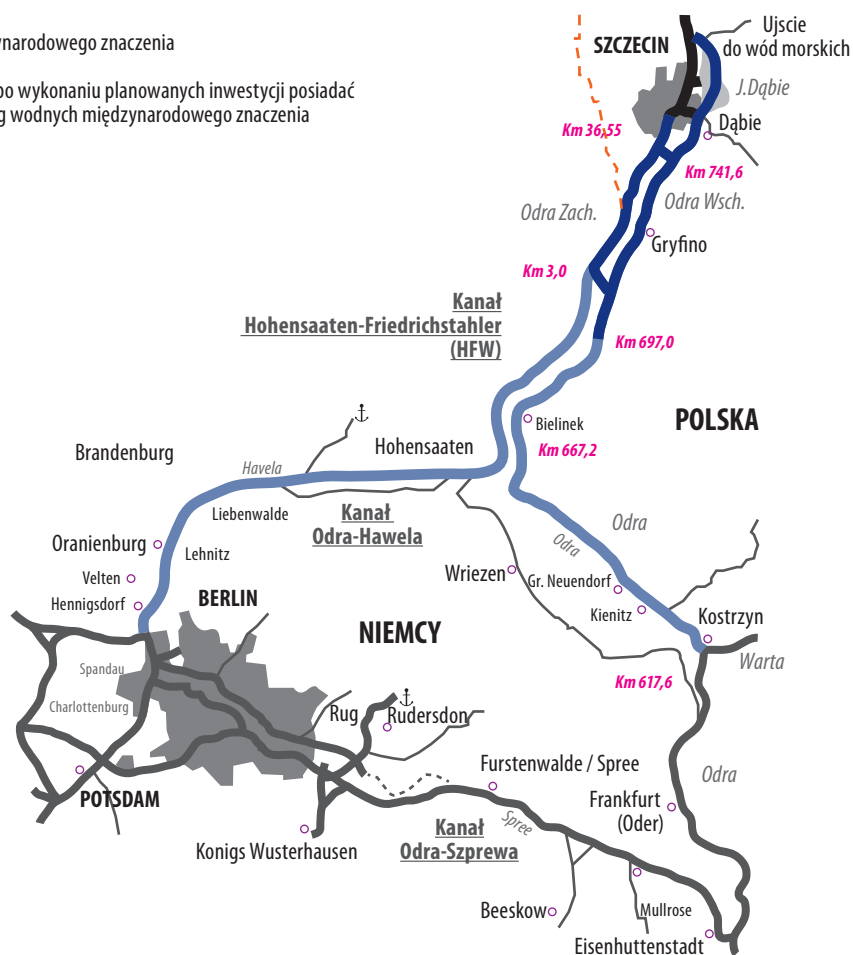 Ujscie
do wód morskich
SZCZECIN
narodowego znaczenia
po wykonaniu planowanych inwestycji posiadać
wodnych międzynarodowego znaczenia
J.Dąbie
Dąbie
Km 36,55
Km 741,6
Odra Zach.
Odra Wsch.
Gryfino
Km 3,0
Kanał
Hohensaaten-Friedrichstahler
(HFW)
Km 697,0
POLSKA
Bielinek
Km 667,2
Hohensaaten
Brandenburg
Havela
Liebenwalde
Kanał
Odra-Hawela
Odra
Odra
Oranienburg
Lehnitz
Velten
Hennigsdorf
BERLIN
Wriezen
Gr. Neuendorf
Kienitz
Kostrzyn
NIEMCY
Warta
Spandau
Km 617,6
Charlottenburg
Rug
Rudersdon
POTSDAM
Furstenwalde / Spree
Odra
Frankfurt
(Oder)
Konigs Wusterhausen
Kanał
Odra-Szprewa
Spree
Beeskow
Mullrose
Eisenhuttenstadt